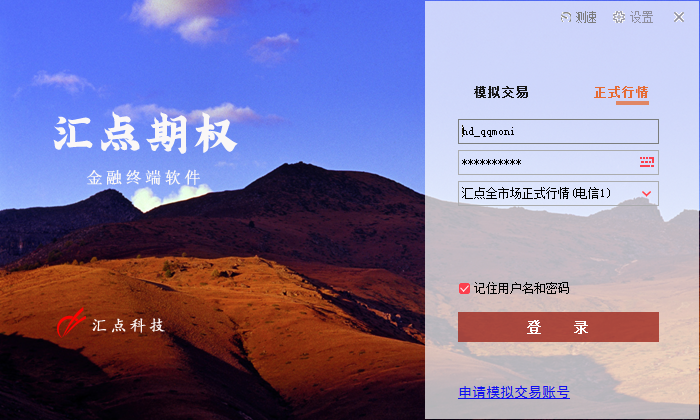 测速 设置
模拟交易 正式行情
汇点期权
金融终端软件
hd_qqmoni
**********
汇点全市场正式行情(电信1)
记住用户名和密码
登 录
汇点科技
申请模拟交易账号